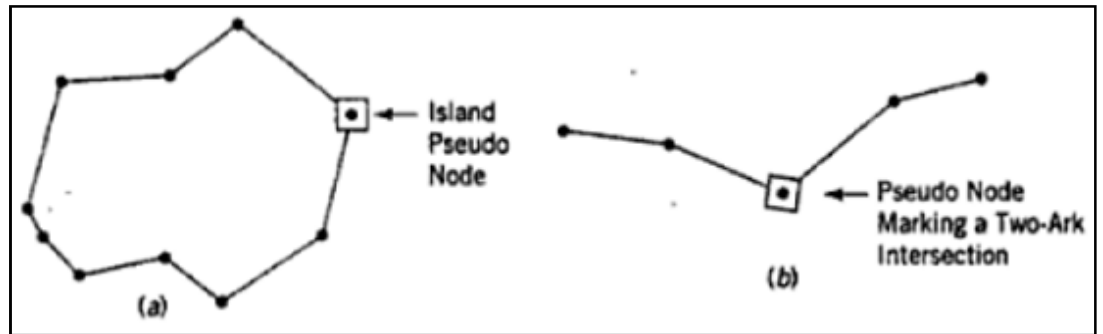 Island
Pseudo
Node
(a)
Pseudo Node
Marking a Two-Ark
Intersection
(b)